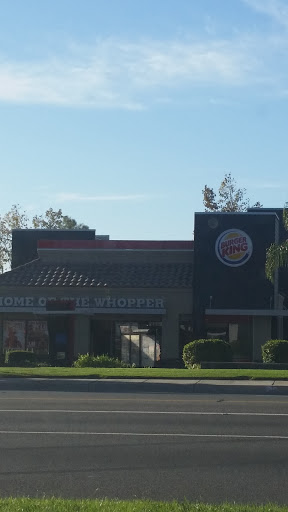 BURGER
KING
HOME OF THE WHOPPER